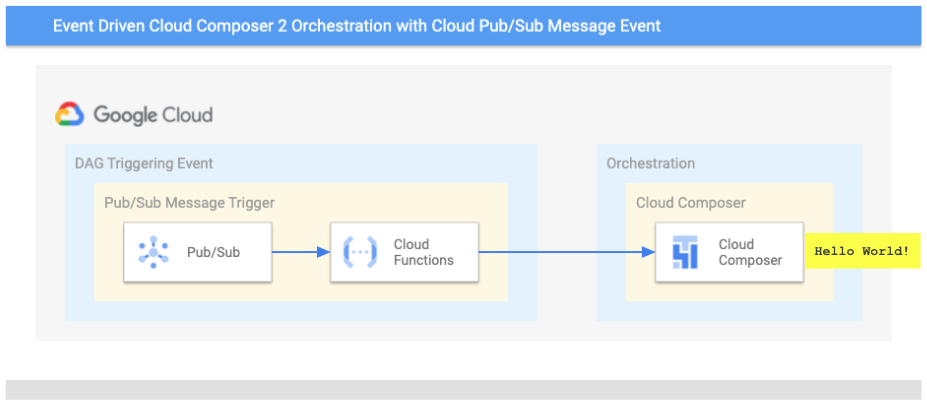 Event Driven Cloud Composer 2 Orchestration with Cloud Pub/Sub Message Event
Google Cloud
DAG Triggering Event
Pub/Sub Message Trigger
Pub/Sub
Cloud
Functions
Orchestration
Cloud Composer
Cloud
Composer
Hello World!